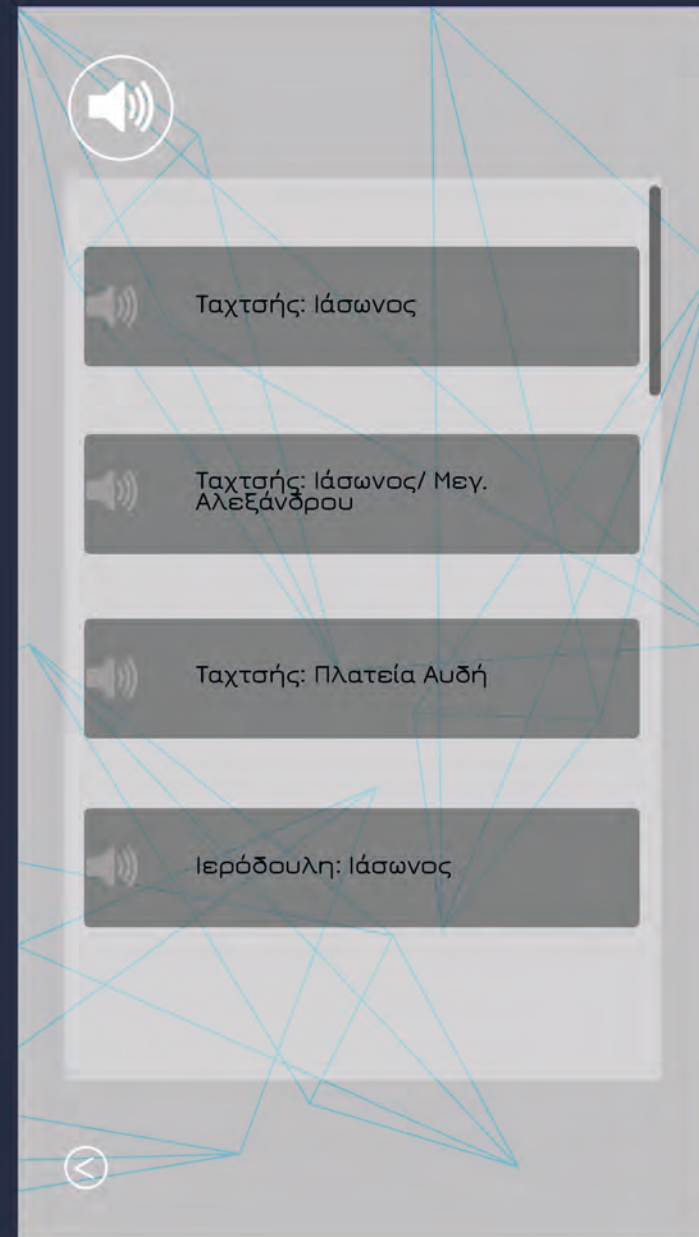 Ταχτσής: Ιάσωνος
Ταχτσής: Ιάσωνος/ Μεγ.
Αλεξάνδρου
Ταχτσής: Πλατεία Αυδή
Ιερόδουλη: Ιάσωνος